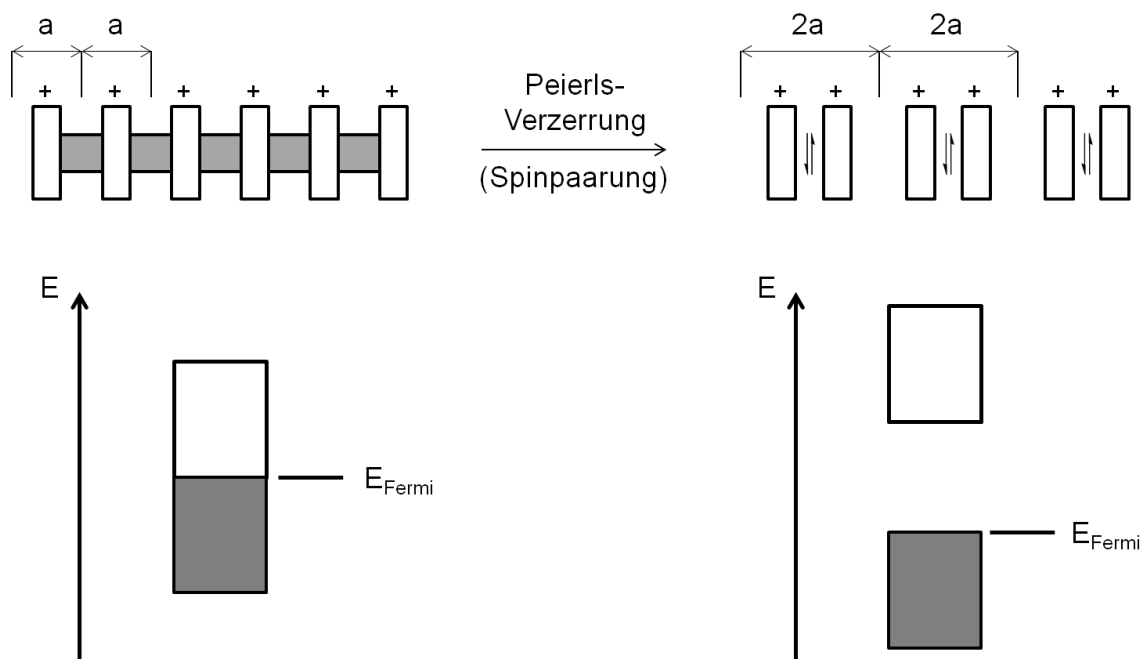 a a
+ + + + + +
Peierls-
Verzerrung
(Spinpaarung)
2a 2a
+ + + + + +
E
E_Fermi
E
E_Fermi